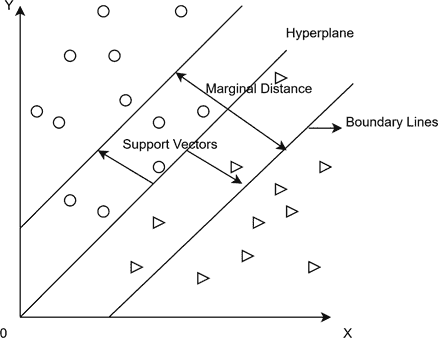 Y
Hyperplane
Marginal Distance
Boundary Lines
Support Vectors
0
X